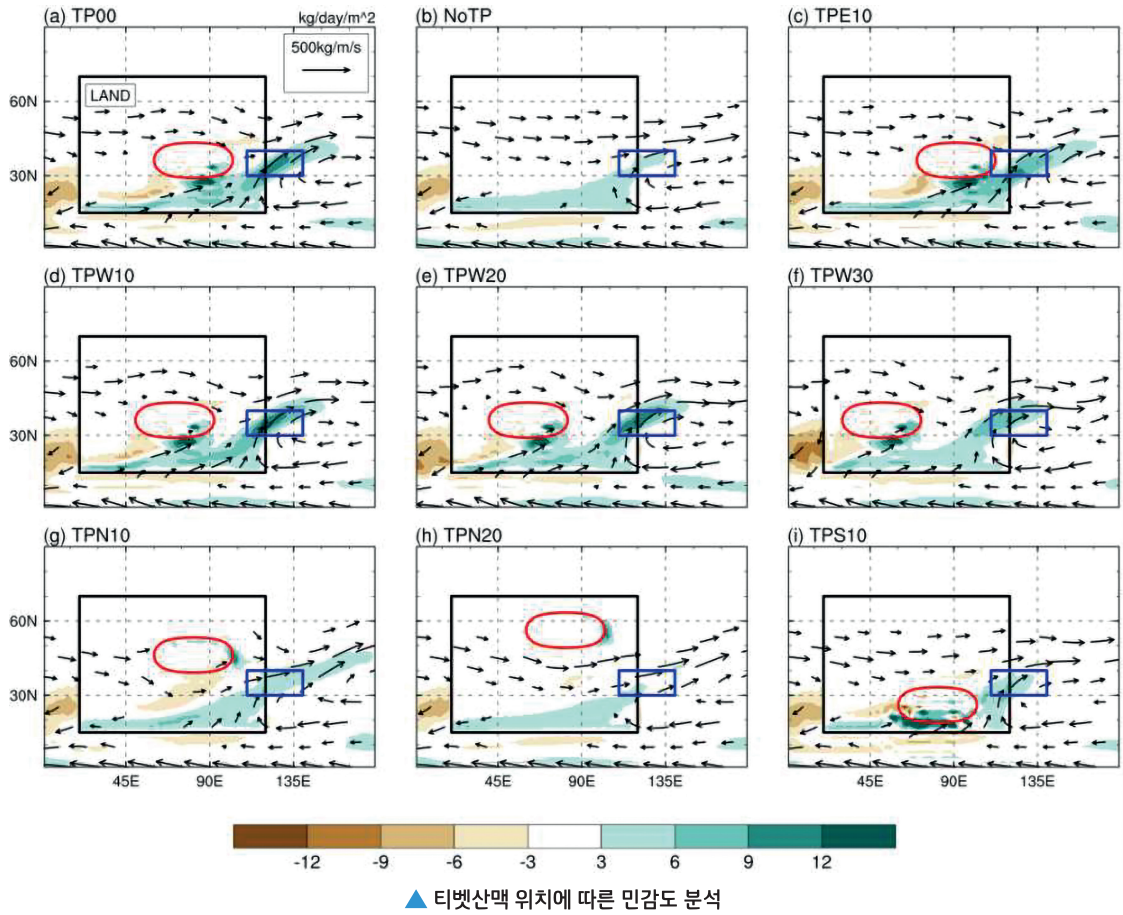 (a) TP00
kg/day/m^2
(b) NoTP
(c) TPE10
500kg/m/s
LAND
60N
30N
(d) TPW10
(e) TPW20
(f) TPW30
60N
30N
(g) TPN10
(h) TPN20
(i) TPS10
60N
30N
45E 90E 135E 45E 90E 135E 45E 90E 135E
-12 -9 -6 -3 3 6 9 12
▲ 티벳산맥 위치에 따른 민감도 분석